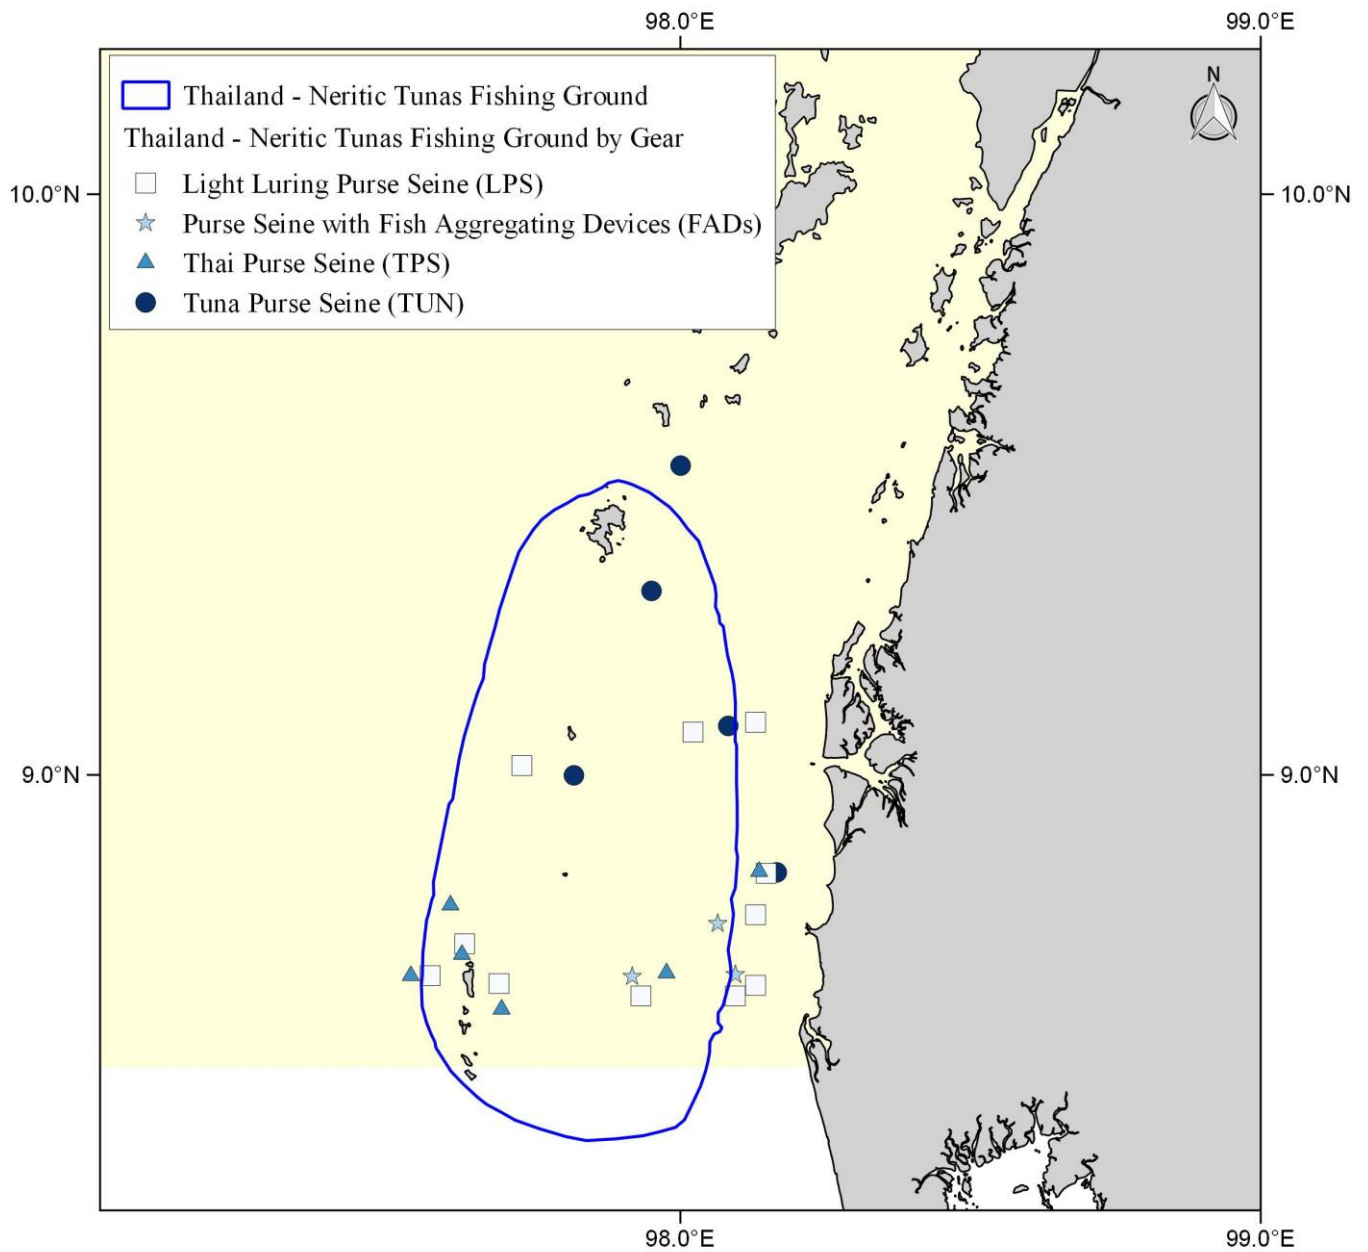 98.0°E 99.0°E
N
Thailand - Neritic Tunas Fishing Ground
Thailand - Neritic Tunas Fishing Ground by Gear
Light Luring Purse Seine (LPS)
Purse Seine with Fish Aggregating Devices (FADs)
Thai Purse Seine (TPS)
Tuna Purse Seine (TUN)
10.0°N 10.0°N
9.0°N 9.0°N
98.0°E 99.0°E